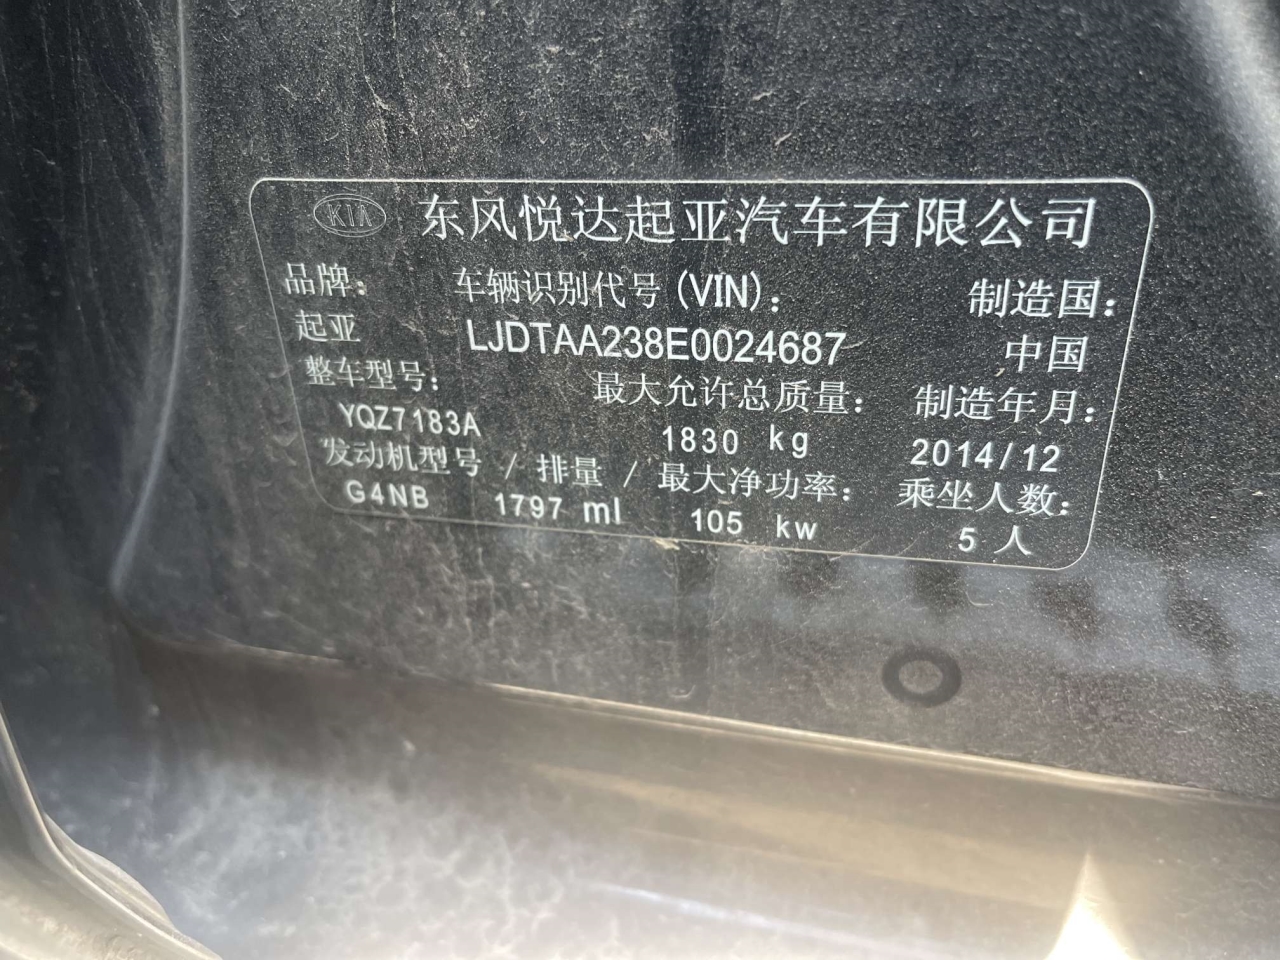 KIA 东风悦达起亚汽车有限公司
品牌： 车辆识别代号(VIN)： 制造国：
起亚 LJDTAA238E0024687 中国
整车型号： 最大允许总质量： 制造年月：
YQZ7183A 1830 kg 2014/12
发动机型号 / 排量 / 最大净功率： 乘坐人数：
G4NB 1797 ml 105 kw 5 人